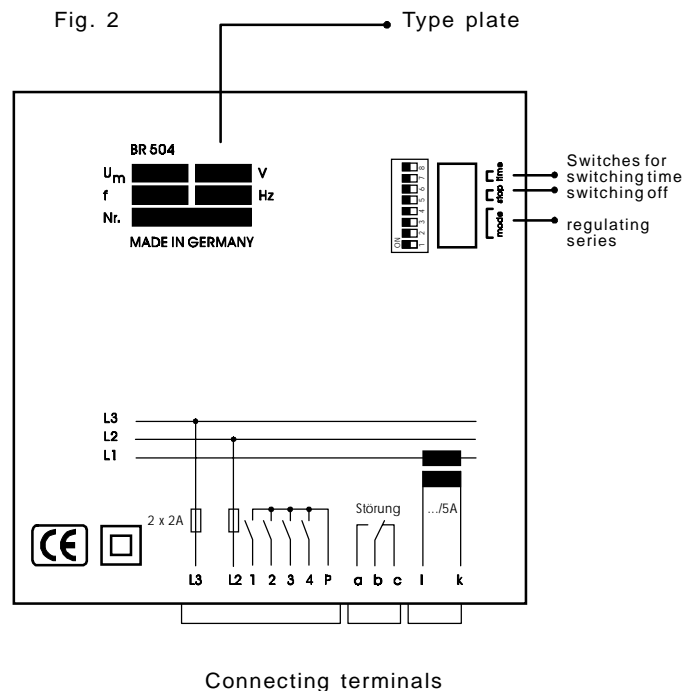 Fig. 2
Type plate
BR 504
Um V
f Hz
Nr.
MADE IN GERMANY
8
7
6
5
4
3
2
1
ON
time
stop
mode
Switches for
switching time
switching off
regulating
series
L3
L2
L1
2 x 2A
Störung
.../5A
CE
L3 L2 1 2 3 4 P a b c l k
Connecting terminals